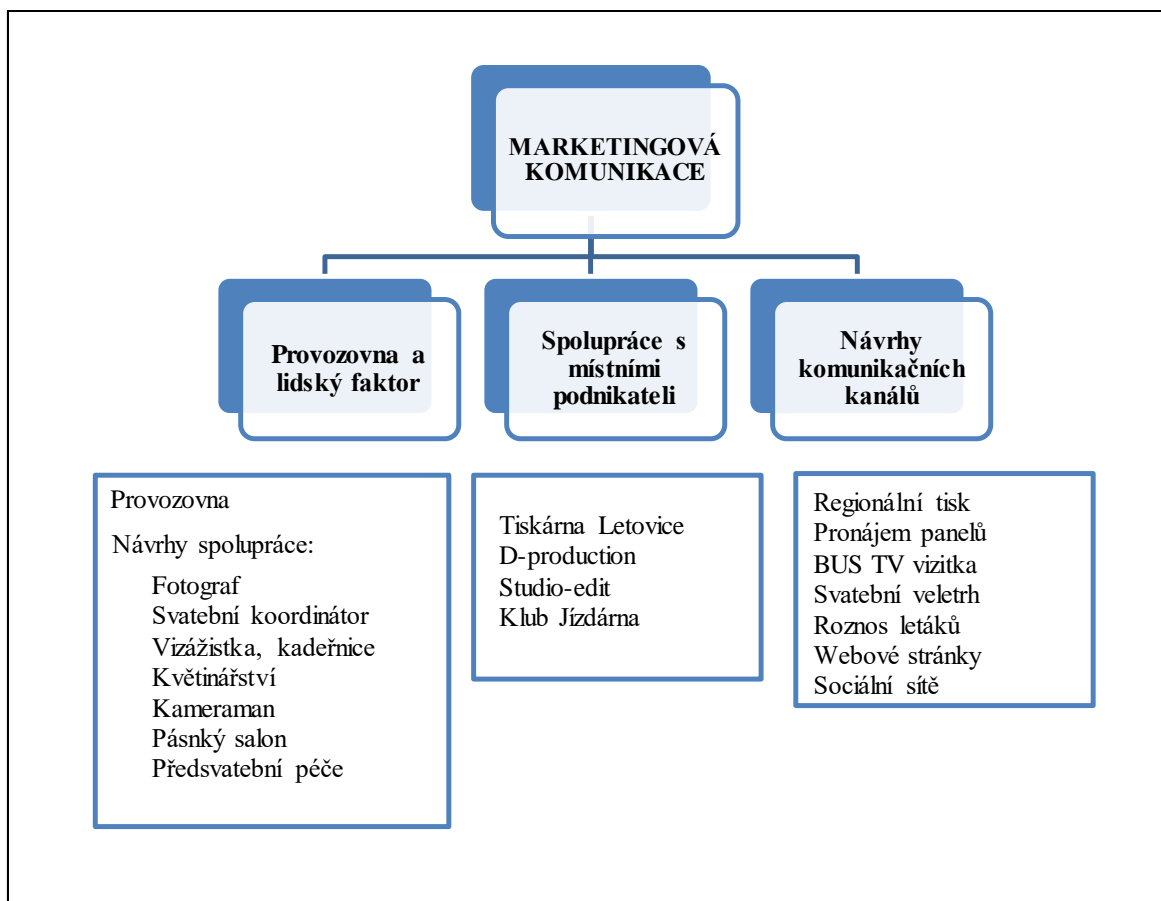 MARKETINGOVÁ
KOMUNIKACE
Provozovna a
lidský faktor
Spolupráce s
místními
podnikateli
Návrhy
komunikačních
kanálů
Provozovna
Návrhy spolupráce:
Fotograf
Svatební koordinátor
Vizážistka, kadeřnice
Květinářství
Kameraman
Pásnký salon
Předsvatební péče
Tiskárna Letovice
D-production
Studio-edit
Klub Jízdárna
Regionální tisk
Pronájem panelů
BUS TV vizitka
Svatební veletrh
Roznos letáků
Webové stránky
Sociální sítě